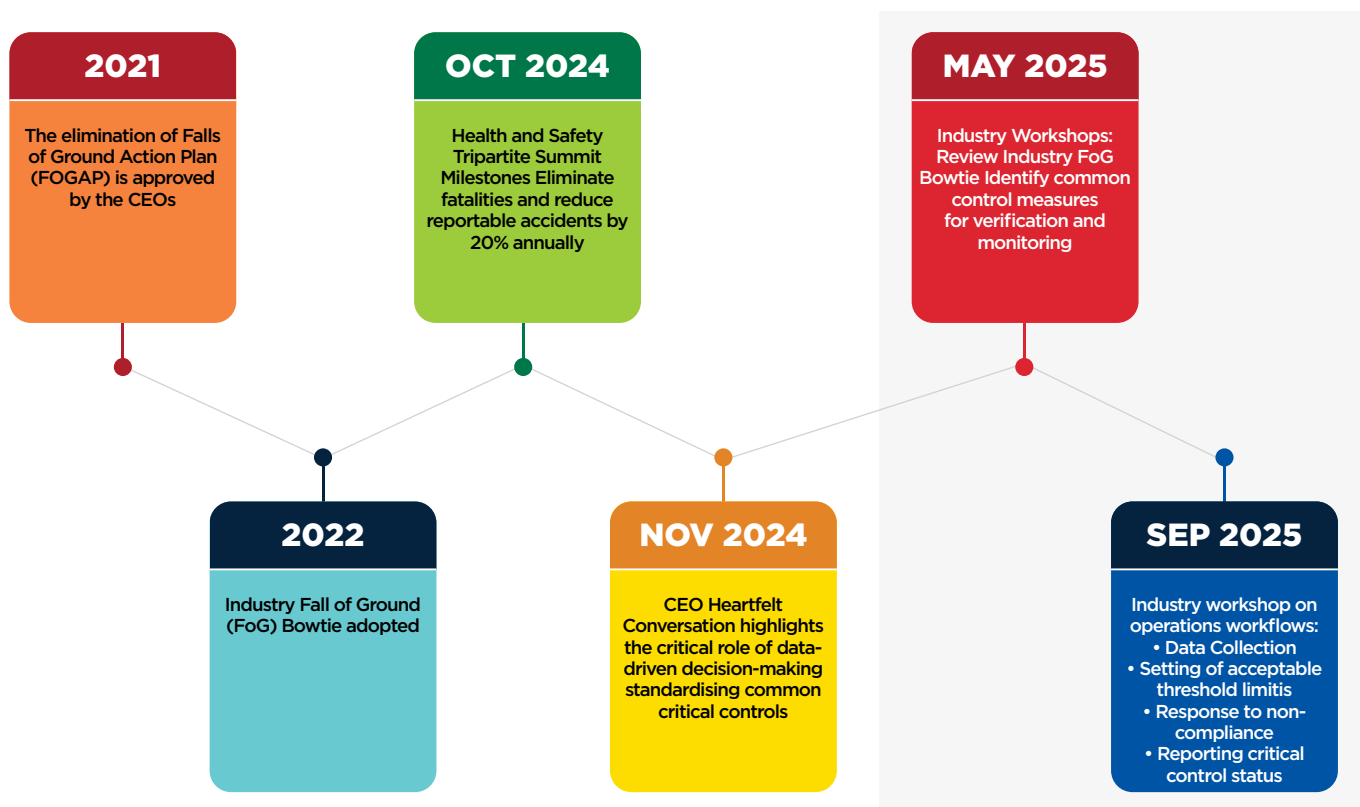 2021
The elimination of Falls
of Ground Action Plan
(FOGAP) is approved
by the CEOs
2022
Industry Fall of Ground
(FoG) Bowtie adopted
OCT 2024
Health and Safety
Tripartite Summit
Milestones Eliminate
fatalities and reduce
reportable accidents by
20% annually
NOV 2024
CEO Heartfelt
Conversation highlights
the critical role of data-
driven decision-making
standardising common
critical controls
MAY 2025
Industry Workshops:
Review Industry FoG
Bowtie Identify common
control measures
for verification and
monitoring
SEP 2025
Industry workshop on
operations workflows:
• Data Collection
• Setting of acceptable
threshold limitis
• Response to non-
compliance
• Reporting critical
control status